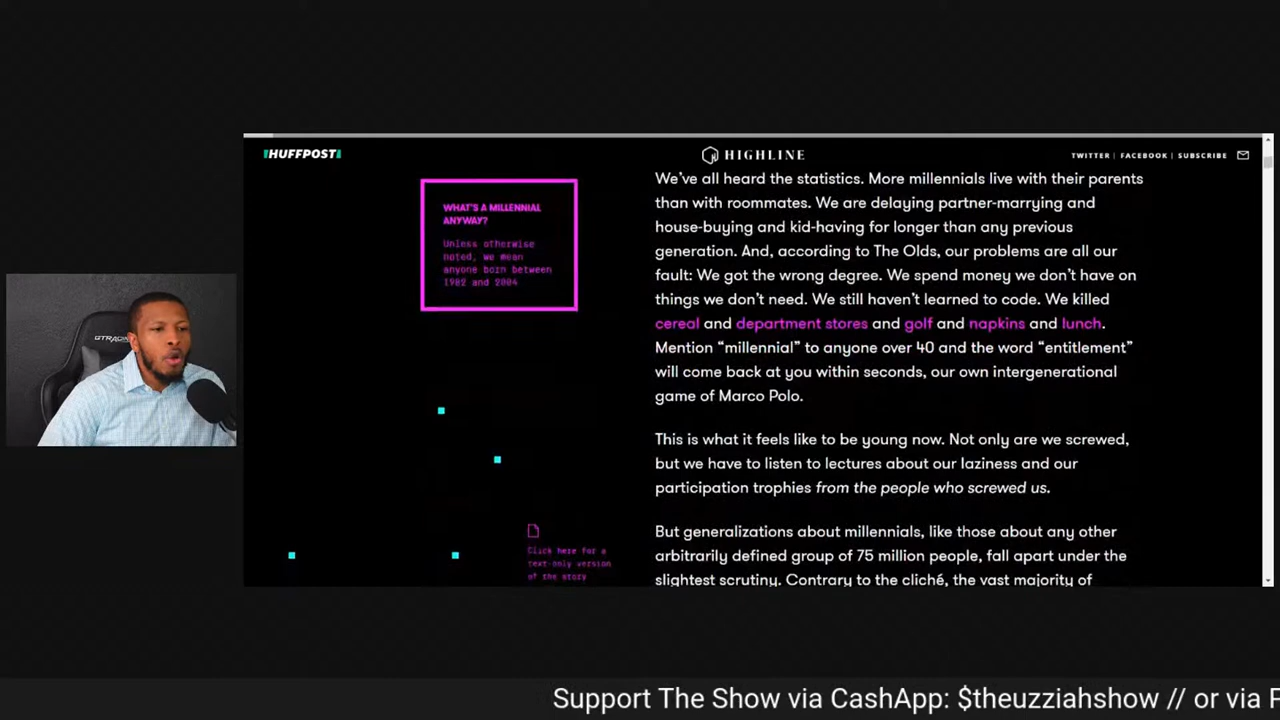 HUFFPOST
HIGHLINE
TWITTER | FACEBOOK | SUBSCRIBE
WHAT'S A MILLENNIAL
ANYWAY?
Unless otherwise
noted, we mean
anyone born between
1982 and 2004
We've all heard the statistics. More millennials live with their parents
than with roommates. We are delaying partner-marrying and
house-buying and kid-having for longer than any previous
generation. And, according to The Olds, our problems are all our
fault: We got the wrong degree. We spend money we don't have on
things we don't need. We still haven't learned to code. We killed
cereal and department stores and golf and napkins and lunch.
Mention “millennial” to anyone over 40 and the word “entitlement”
will come back at you within seconds, our own intergenerational
game of Marco Polo.
This is what it feels like to be young now. Not only are we screwed,
but we have to listen to lectures about our laziness and our
participation trophies from the people who screwed us.
But generalizations about millennials, like those about any other
arbitrarily defined group of 75 million people, fall apart under the
slightest scrutiny. Contrary to the cliché, the vast majority of
Click here for a
text-only version
of the story
GTRACING
Support The Show via CashApp: $theuzziahshow // or via P